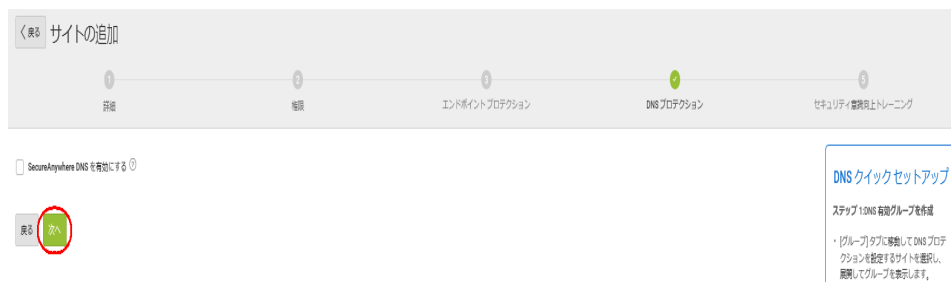 戻る サイトの追加
1 2 3 5
詳細 権限 エンドポイント プロテクション DNS プロテクション セキュリティ意識向上トレーニング
SecureAnywhere DNS を有効にする ?
戻る 次へ
DNS クイック セットアップ
ステップ 1:DNS 有効グループを作成
・ [グループ] タブに移動して DNS プロテ
クションを設定するサイトを選択し、
展開してグループを表示します。